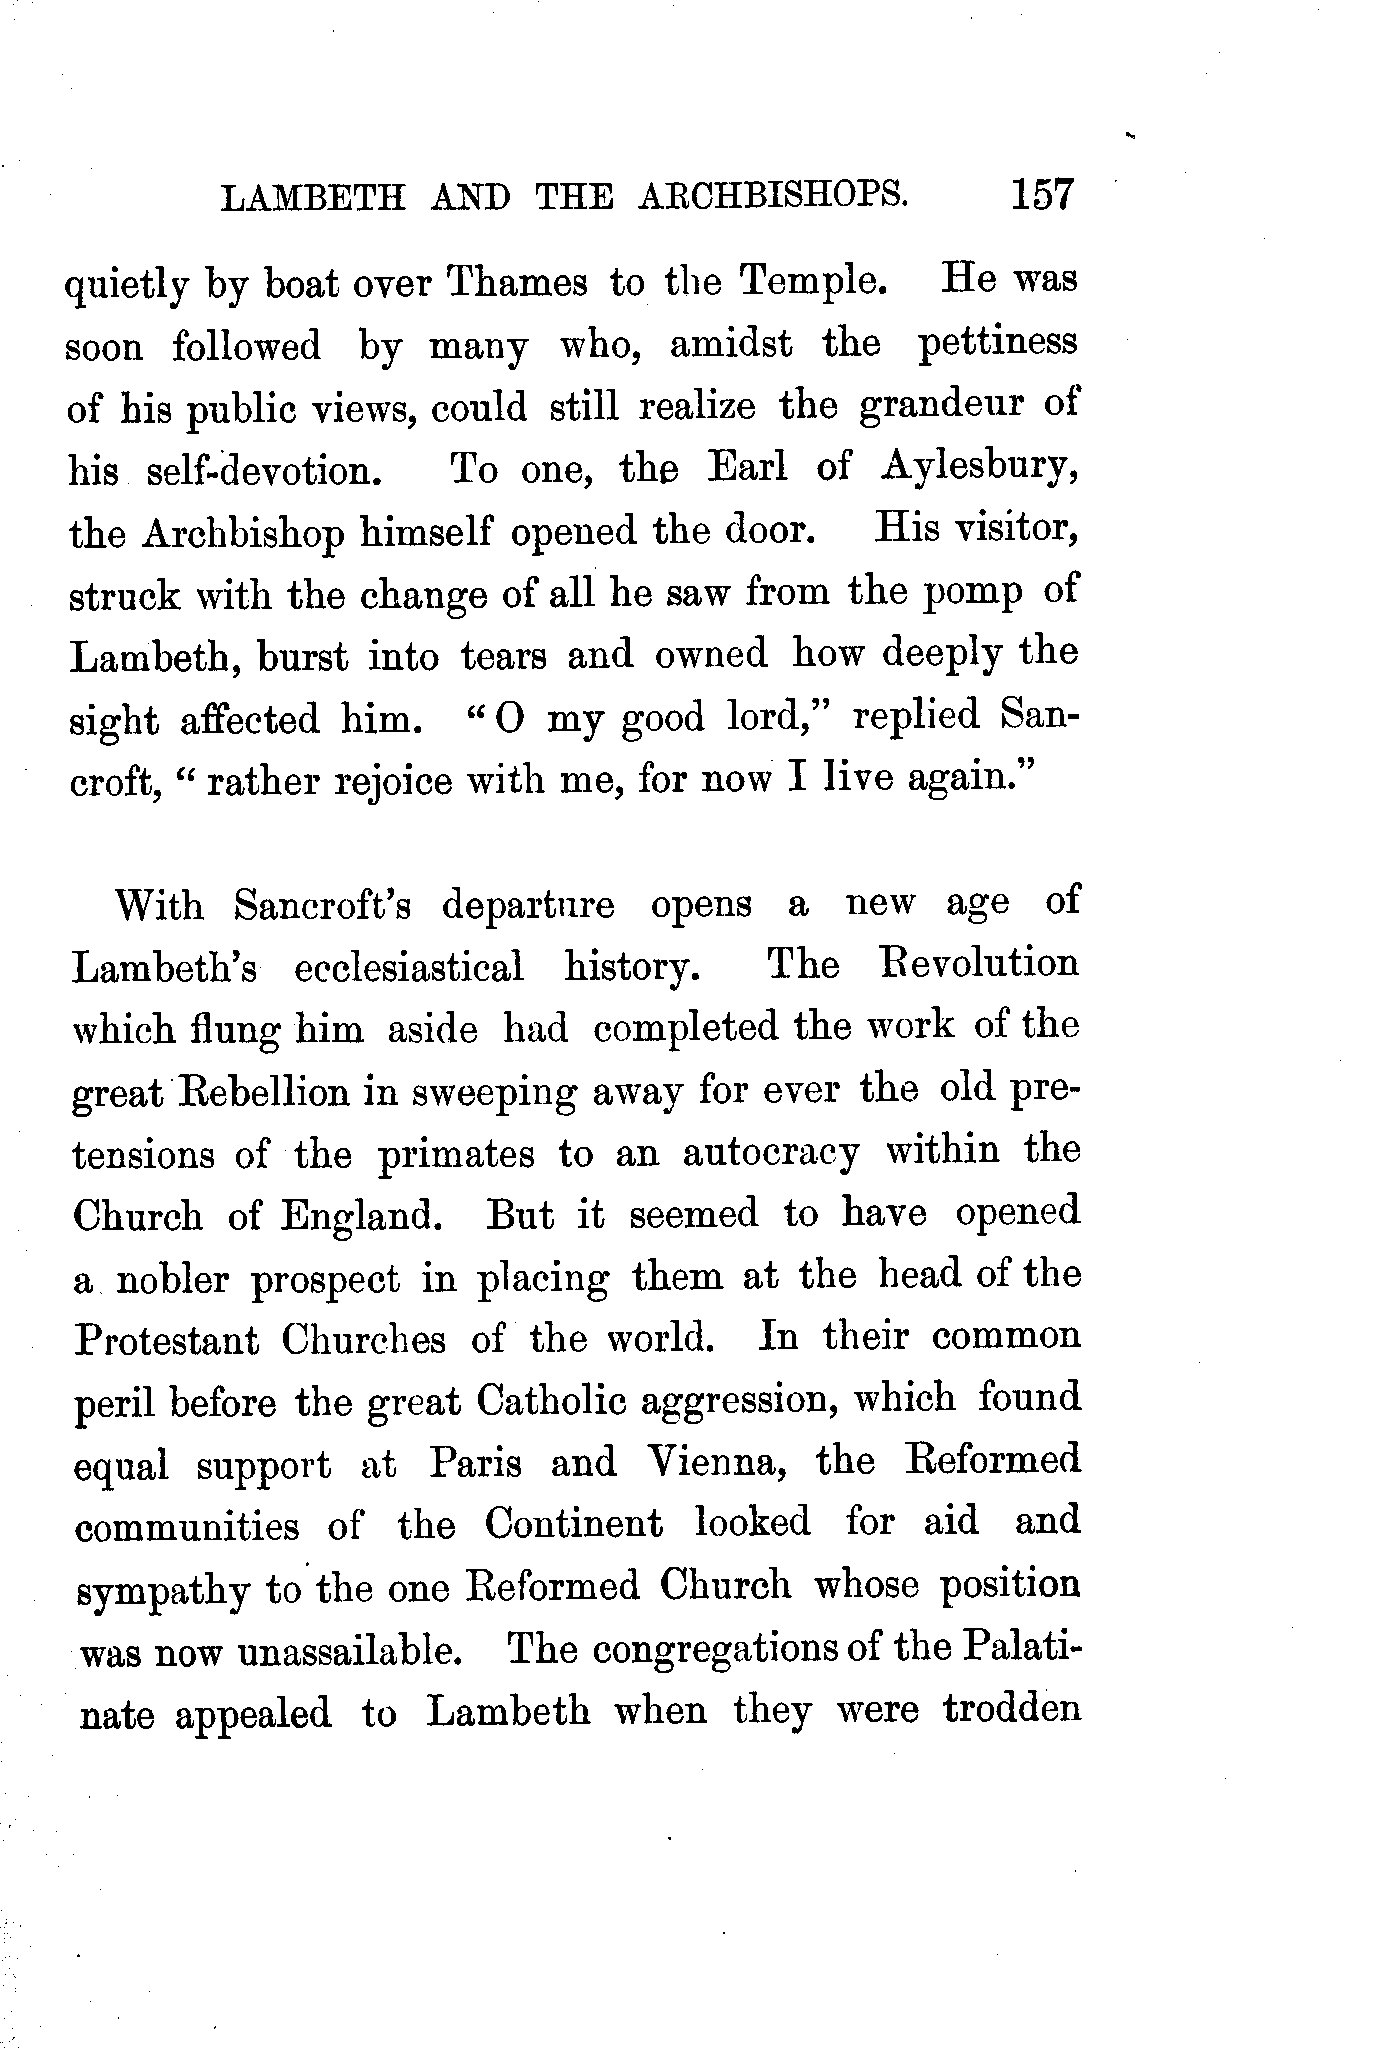 LAMBETH AND THE ARCHBISHOPS. 157
quietly by boat over Thames to the Temple. He was
soon followed by many who, amidst the pettiness
of his public views, could still realize the grandeur of
his self-devotion. To one, the Earl of Aylesbury,
the Archbishop himself opened the door. His visitor,
struck with the change of all he saw from the pomp of
Lambeth, burst into tears and owned how deeply the
sight affected him. “O my good lord,” replied San-
croft, “rather rejoice with me, for now I live again.”
With Sancroft’s departure opens a new age of
Lambeth’s ecclesiastical history. The Revolution
which flung him aside had completed the work of the
great Rebellion in sweeping away for ever the old pre-
tensions of the primates to an autocracy within the
Church of England. But it seemed to have opened
a nobler prospect in placing them at the head of the
Protestant Churches of the world. In their common
peril before the great Catholic aggression, which found
equal support at Paris and Vienna, the Reformed
communities of the Continent looked for aid and
sympathy to the one Reformed Church whose position
was now unassailable. The congregations of the Palati-
nate appealed to Lambeth when they were trodden